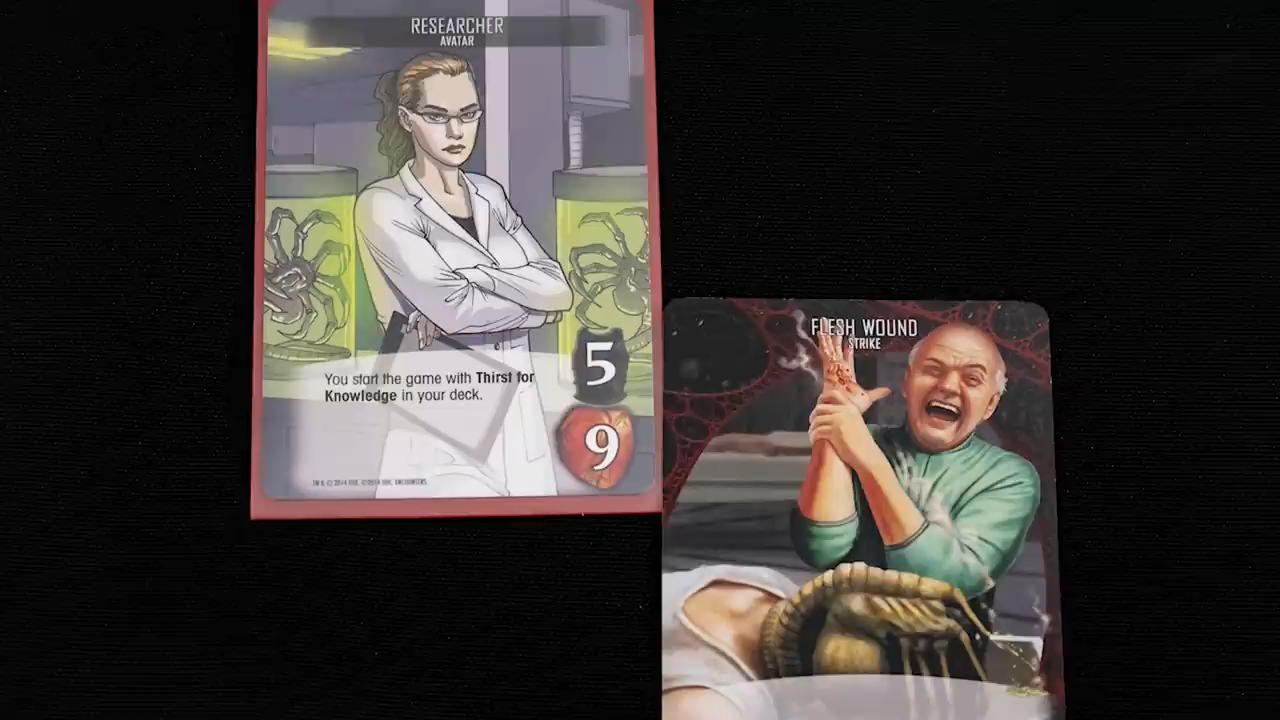 RESEARCHER
AVATAR
5
You start the game with Thirst for
Knowledge in your deck.
9
FLESH WOUND
STRIKE